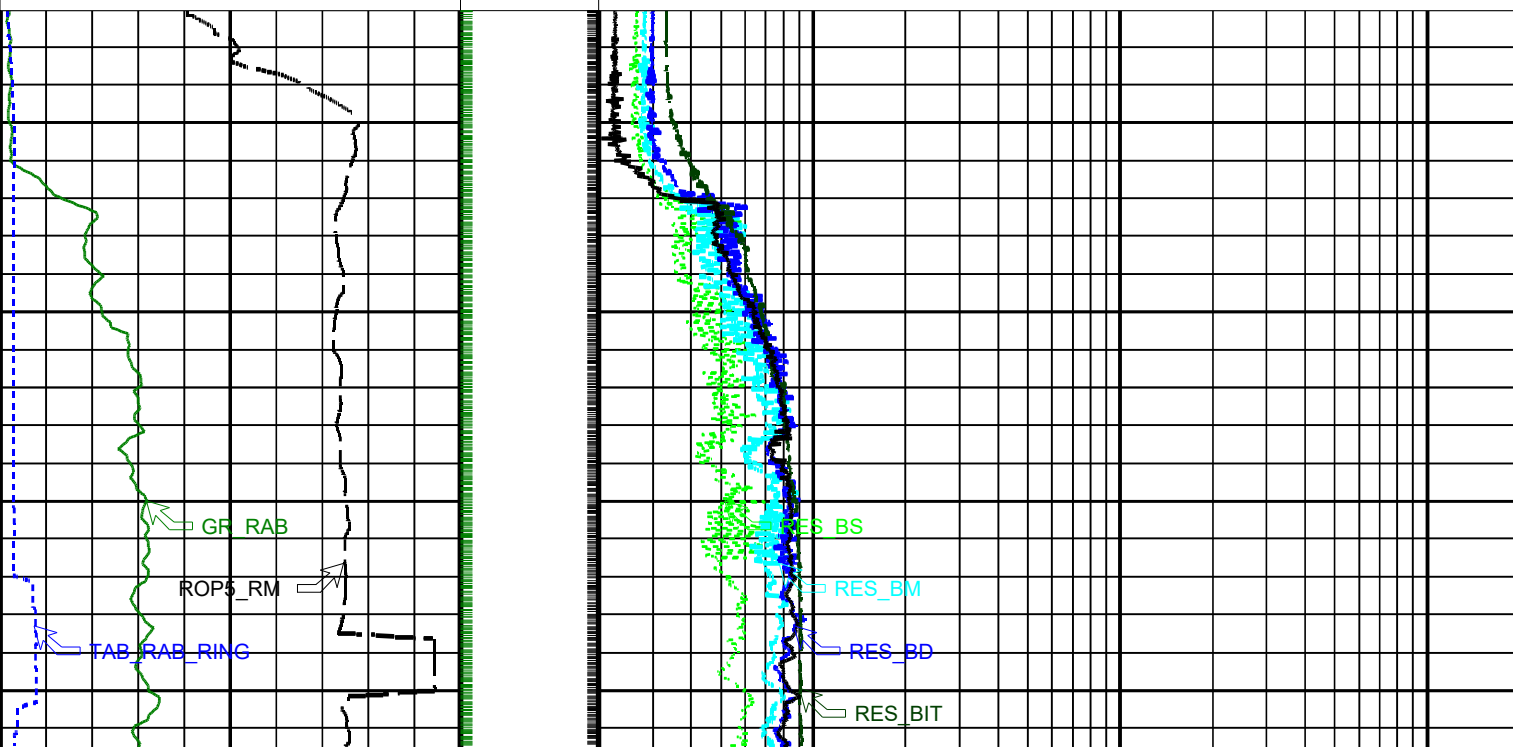 GR_RAB
RES_BS
ROP5_RM
RES_BM
TAB_RAB_RING
RES_BD
RES_BIT